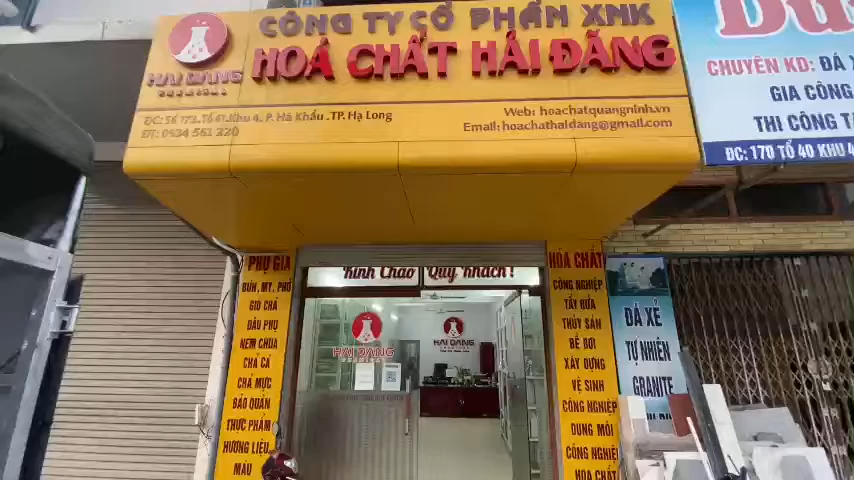 CÔNG TY CỔ PHẦN XNK
HOÁ CHẤT HẢI ĐĂNG
HAI DANG
CHEMICAL
ĐC: Số 172, Tổ 61, Khu 4, P. Hà Khẩu .TP. Hạ Long
ĐT: 0934 561 220
Web: hoachatquangninh.vn
Email: hoachathaidang@gmail.com
CHUYÊN KD: ĐÁ
GIA CÔNG
THI CÔNG
ĐC: 170 TỔ 40 KHU 4
PHỤ GIA
BÚN, MỲ, PHỞ
GIÒ CHẢ
ĐẬU PHỤ
NEM CHUA
CHẢ CÁ
CHẢ MỰC
BẢO QUẢN
THỰC PHẨM
HƯƠNG LIỆU
MÀU
Kính Chào Quý Khách !
HAI DANG
CHEMICAL
HAI DANG
HÓA CHẤT
CÔNG NGHIỆP
TẨY RỬA
THỦY SẢN
BỂ BƠI
XÂY DỰNG
VỆ SINH
CÔNG NGHIỆP
DUNG MÔI
CÔNG NGHIỆP
HÓA CHẤT
ĐÁ XẺ
TỰ NHIÊN
GRANITE